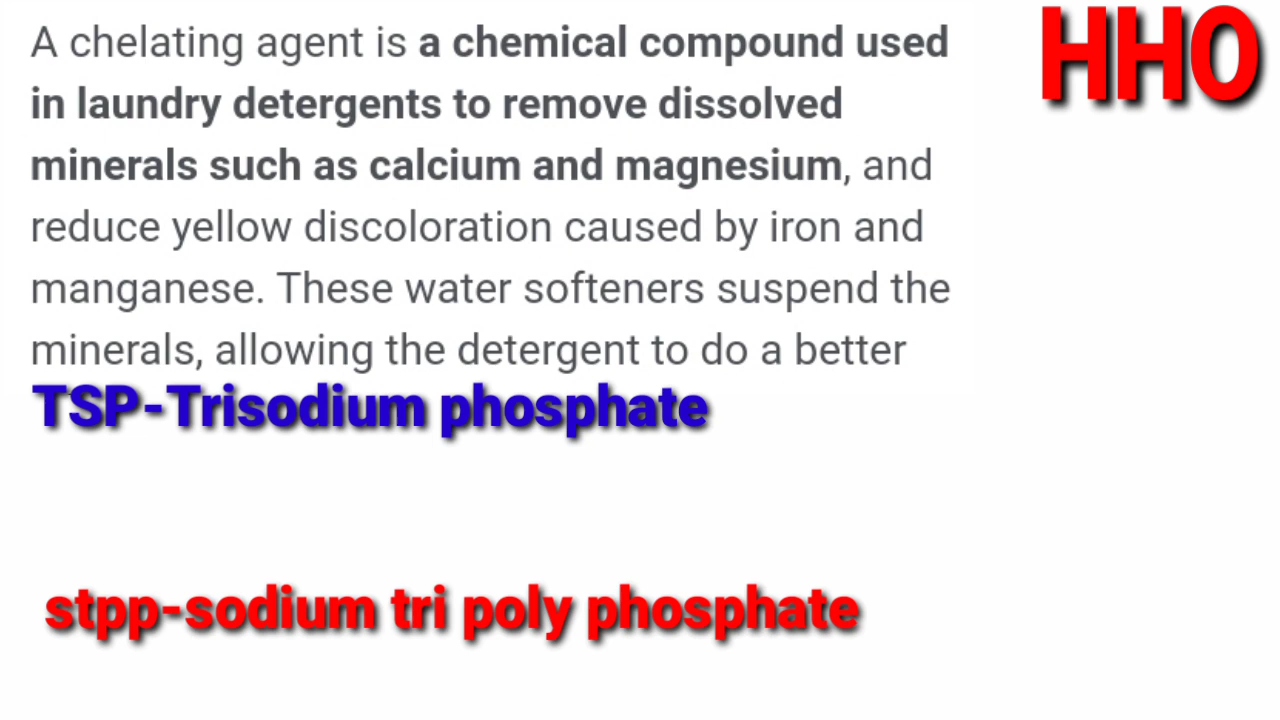 A chelating agent is a chemical compound used
in laundry detergents to remove dissolved
minerals such as calcium and magnesium, and
reduce yellow discoloration caused by iron and
manganese. These water softeners suspend the
minerals, allowing the detergent to do a better
TSP-Trisodium phosphate
stpp-sodium tri poly phosphate
HHO